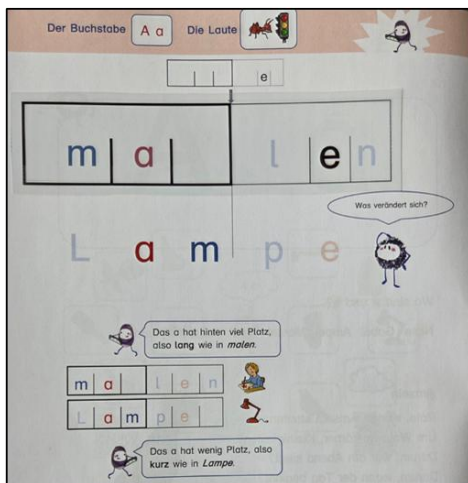 Der Buchstabe A a Die Laute
e
m a l e n
Was verändert sich?
L a m p e
Das a hat hinten viel Platz,
also lang wie in malen.
m a l e n
L a m p e
Das a hat wenig Platz, also
kurz wie in Lampe.